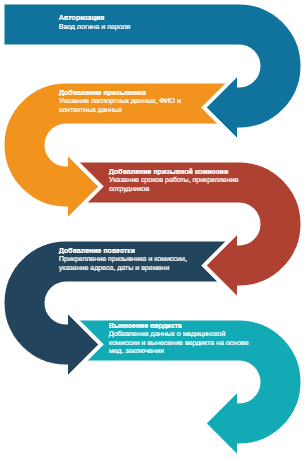 Авторизация
Ввод логина и пароля
Добавление призывника
Указание паспортных данных, ФИО и
контактных данных
Добавление призывной комиссии
Указание сроков работы, прикрепление
сотрудников
Добавление повестки
Прикрепление призывника и комиссии,
указание адреса, даты и времени
Вынесение вердикта
Добавление данных о медицинской
комиссии и вынесение вердикта на основе
мед. заключения